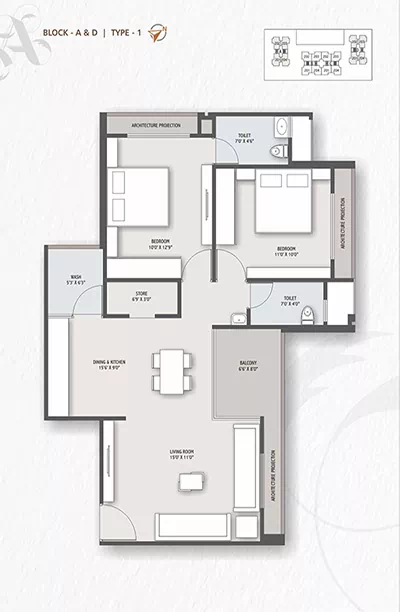 BLOCK - A & D | TYPE - 1
ARCHITECTURE PROJECTION
TOILET
7'0' X 4'6'
BEDROOM
10'0' X 12'9'
BEDROOM
11'0' X 10'0'
ARCHITECTURE PROJECTION
WASH
5'3' X 6'3'
STORE
6'9' X 3'0'
TOILET
7'0' X 4'0'
DINING & KITCHEN
15'6' X 9'0'
BALCONY
6'6' X 8'0'
LIVING ROOM
15'0' X 11'0'
ARCHITECTURE PROJECTION